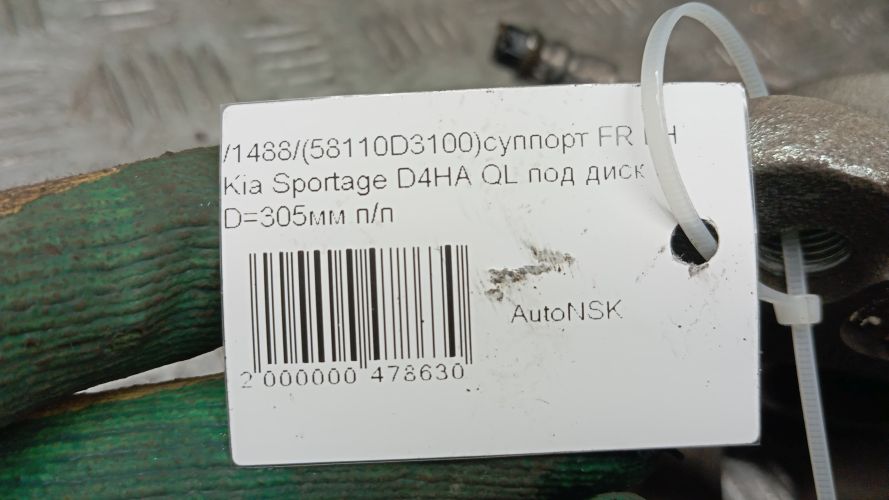 /1488/(58110D3100)суппорт FR
Kia Sportage D4HA QL под диск
D=305мм п/п
AutoNSK
2 000000 478630